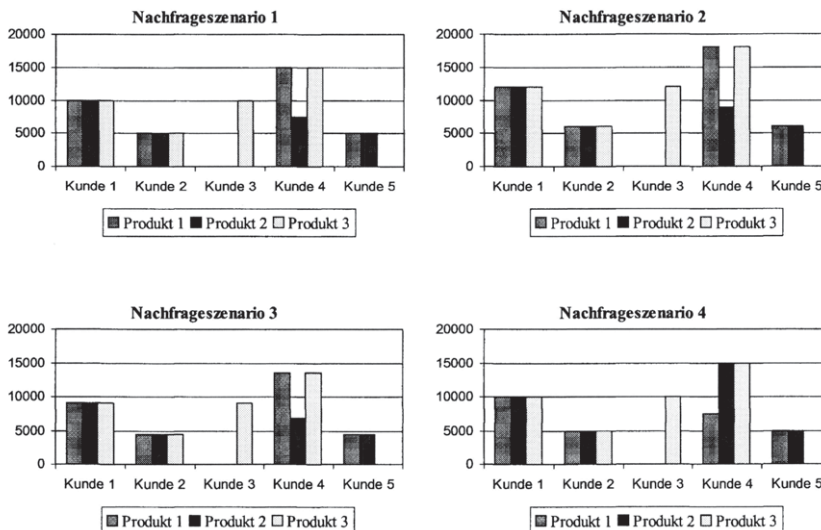 Nachfrageszenario 1
20000
15000
10000
5000
0
Kunde 1 Kunde 2 Kunde 3 Kunde 4 Kunde 5
Produkt 1 Produkt 2 Produkt 3
Nachfrageszenario 2
20000
15000
10000
5000
0
Kunde 1 Kunde 2 Kunde 3 Kunde 4 Kunde 5
Produkt 1 Produkt 2 Produkt 3
Nachfrageszenario 3
20000
15000
10000
5000
0
Kunde 1 Kunde 2 Kunde 3 Kunde 4 Kunde 5
Produkt 1 Produkt 2 Produkt 3
Nachfrageszenario 4
20000
15000
10000
5000
0
Kunde 1 Kunde 2 Kunde 3 Kunde 4 Kunde 5
Produkt 1 Produkt 2 Produkt 3